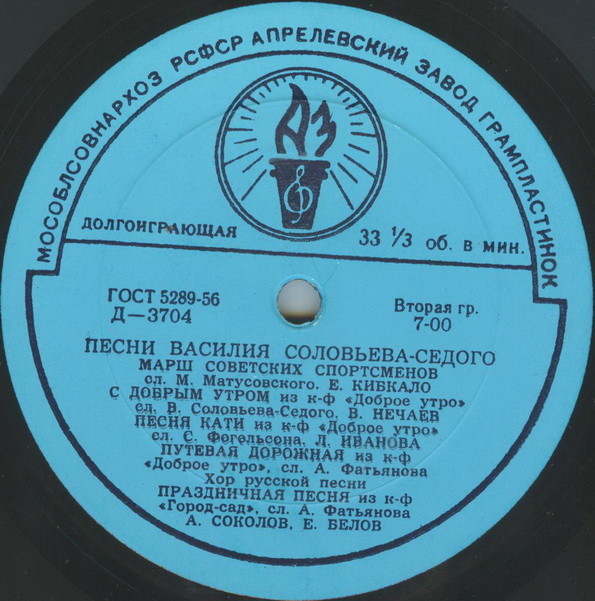 МОСОБЛСОВНАРХОЗ РСФСР АПРЕЛЕВСКИЙ ЗАВОД ГРАМПЛАСТИНОК
АЗ
ДОЛГОИГРАЮЩАЯ
33 1/3 об. в мин.
ГОСТ 5289-56
Д—3704
Вторая гр.
7-00
ПЕСНИ ВАСИЛИЯ СОЛОВЬЕВА-СЕДОГО
МАРШ СОВЕТСКИХ СПОРТСМЕНОВ
сл. М. Матусовского. Е. КИБКАЛО
С ДОБРЫМ УТРОМ из к-ф «Доброе утро»
сл. В. Соловьева-Седого, В. НЕЧАЕВ
ПЕСНЯ КАТИ из к-ф «Доброе утро»
сл. С. Фогельсона, Л. ИВАНОВА
ПУТЕВАЯ ДОРОЖНАЯ из к-ф
«Доброе утро», сл. А. Фатьянова
Хор русской песни
ПРАЗДНИЧНАЯ ПЕСНЯ из к-ф
«Город-сад», сл. А. Фатьянова
А. СОКОЛОВ, Е. БЕЛОВ